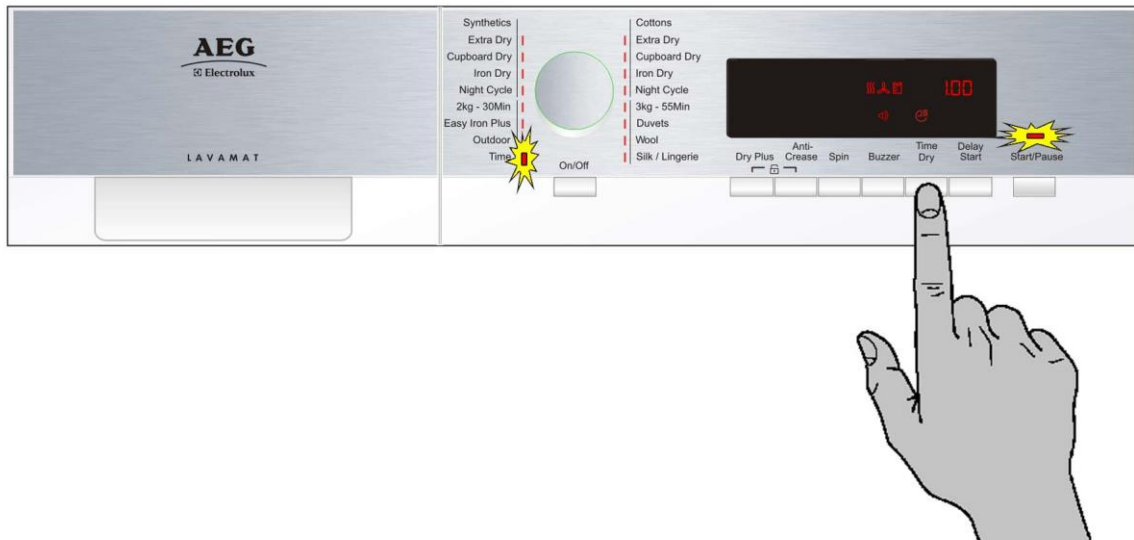 AEG
Electrolux
LAVAMAT
Synthetics
Extra Dry
Cupboard Dry
Iron Dry
Night Cycle
2kg - 30Min
Easy Iron Plus
Outdoor
Time
On/Off
Cottons
Extra Dry
Cupboard Dry
Iron Dry
Night Cycle
3kg - 55Min
Duvets
Wool
Silk / Lingerie
1:00
Dry Plus
Anti-
Crease
Spin
Buzzer
Time
Dry
Delay
Start
Start/Pause